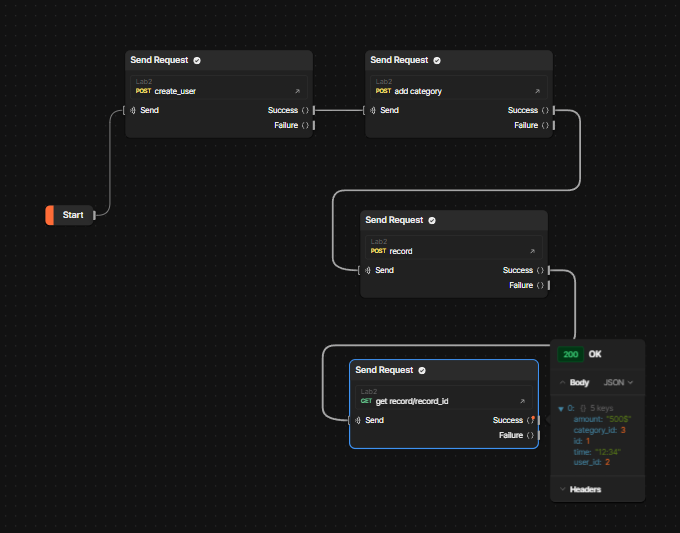 Send Request
Lab2
POST create_user
Send Success
Failure
Send Request
Lab2
POST add category
Send Success
Failure
Start
Send Request
Lab2
POST record
Send Success
Failure
Send Request
Lab2
GET get record/record_id
Send Success
Failure
200 OK
Body JSON
0: {} 5 keys
amount: "500$"
category_id: 3
id: 1
time: "12:34"
user_id: 2
Headers